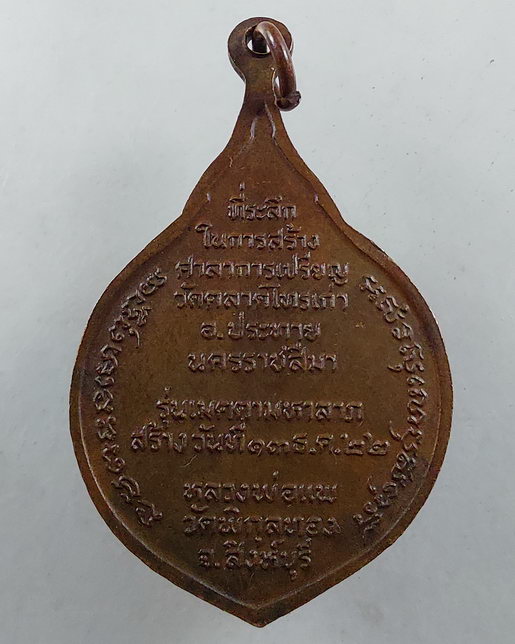 ที่ระลึก
ในการสร้าง
ศาลาการเปรียญ
วัดตลาดไทรเก่า
อ.ประทาย
นครราชสีมา
รุ่นเมตตามหาลาภ
สร้างวันที่๑๓ธ.ค.๒๒
หลวงพ่อแพ
วัดพิกุลทอง
จ.สิงห์บุรี